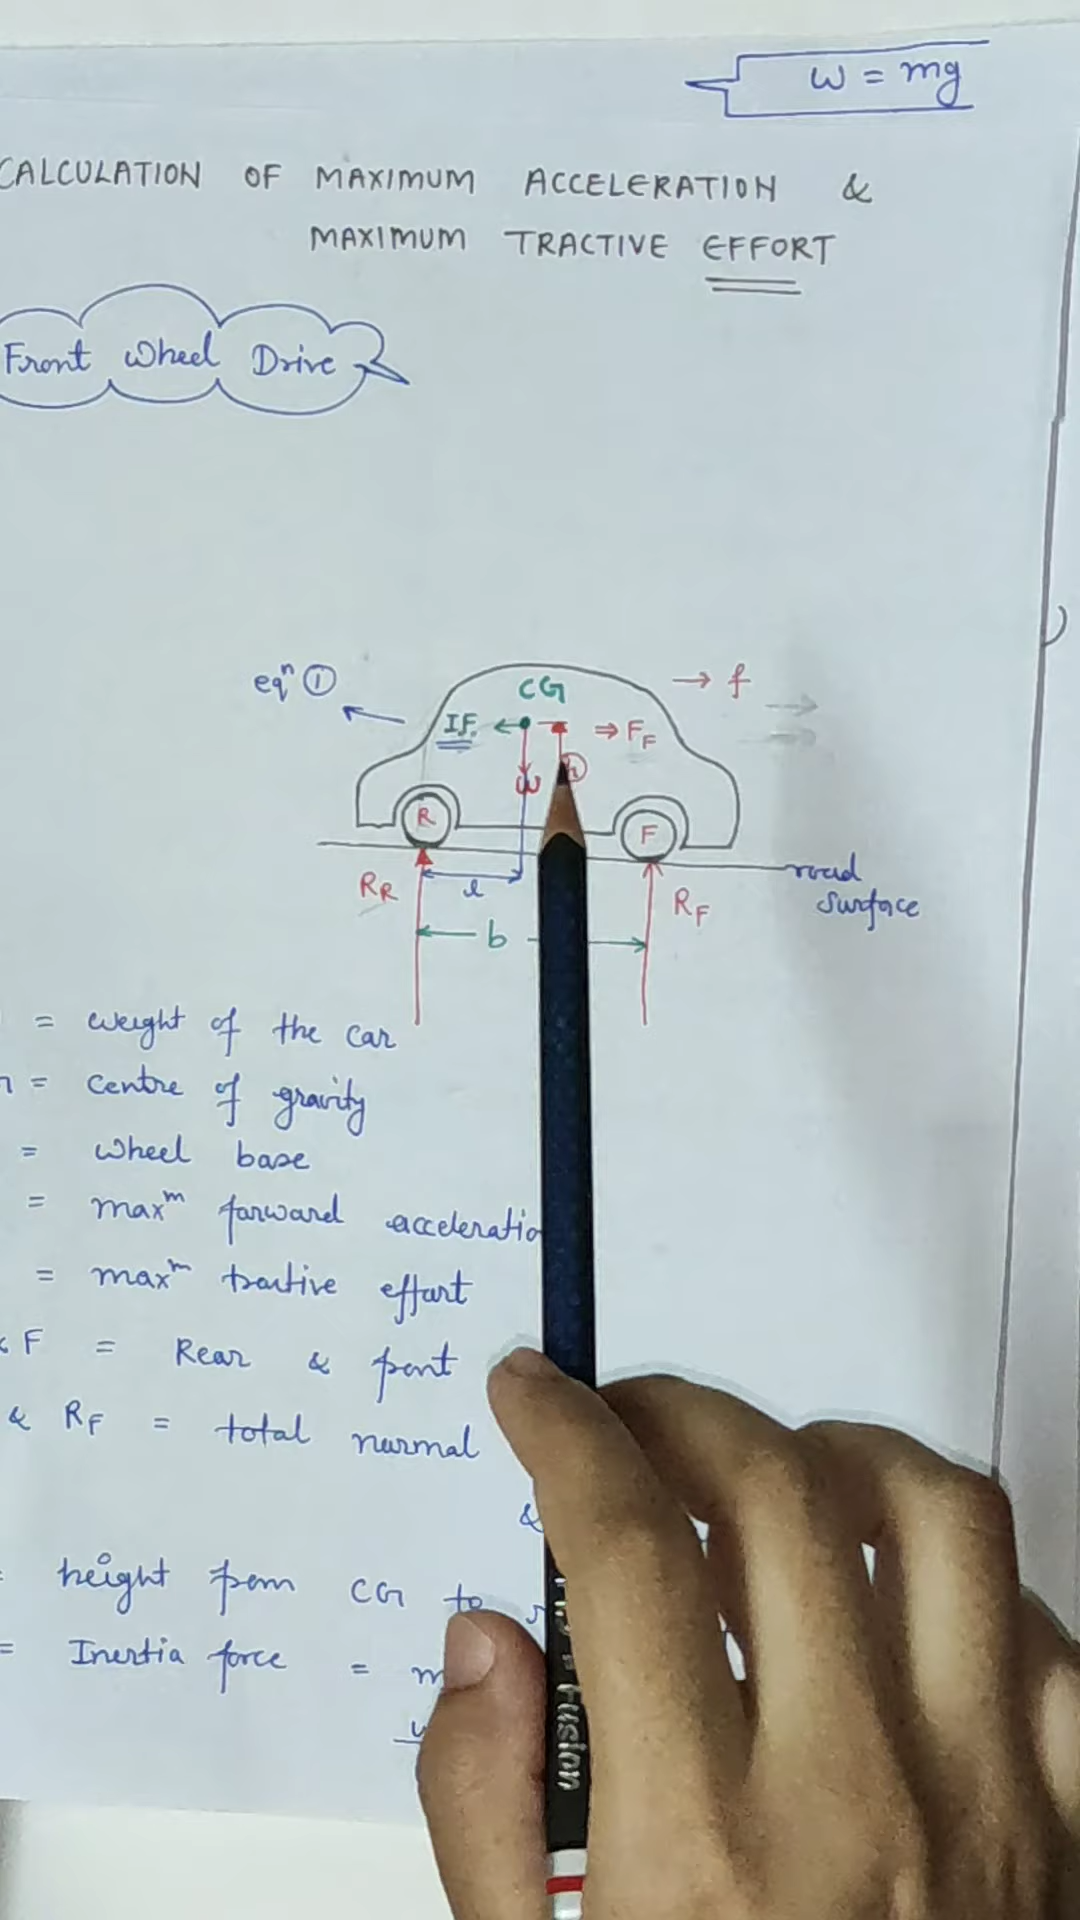 W = mg
CALCULATION OF MAXIMUM ACCELERATION &
MAXIMUM TRACTIVE EFFORT
Front Wheel Drive
eqⁿ ①
CG
→ f
I.F.
⇒ FF
W
h
R
F
RR
l
RF
road
surface
b
= weight of the car
= centre of gravity
= wheel base
= maxᵐ forward
= maxᵐ tractive effort
F = Rear & front
& RF = total normal
&
height from CG to
= Inertia force = m
Fusion